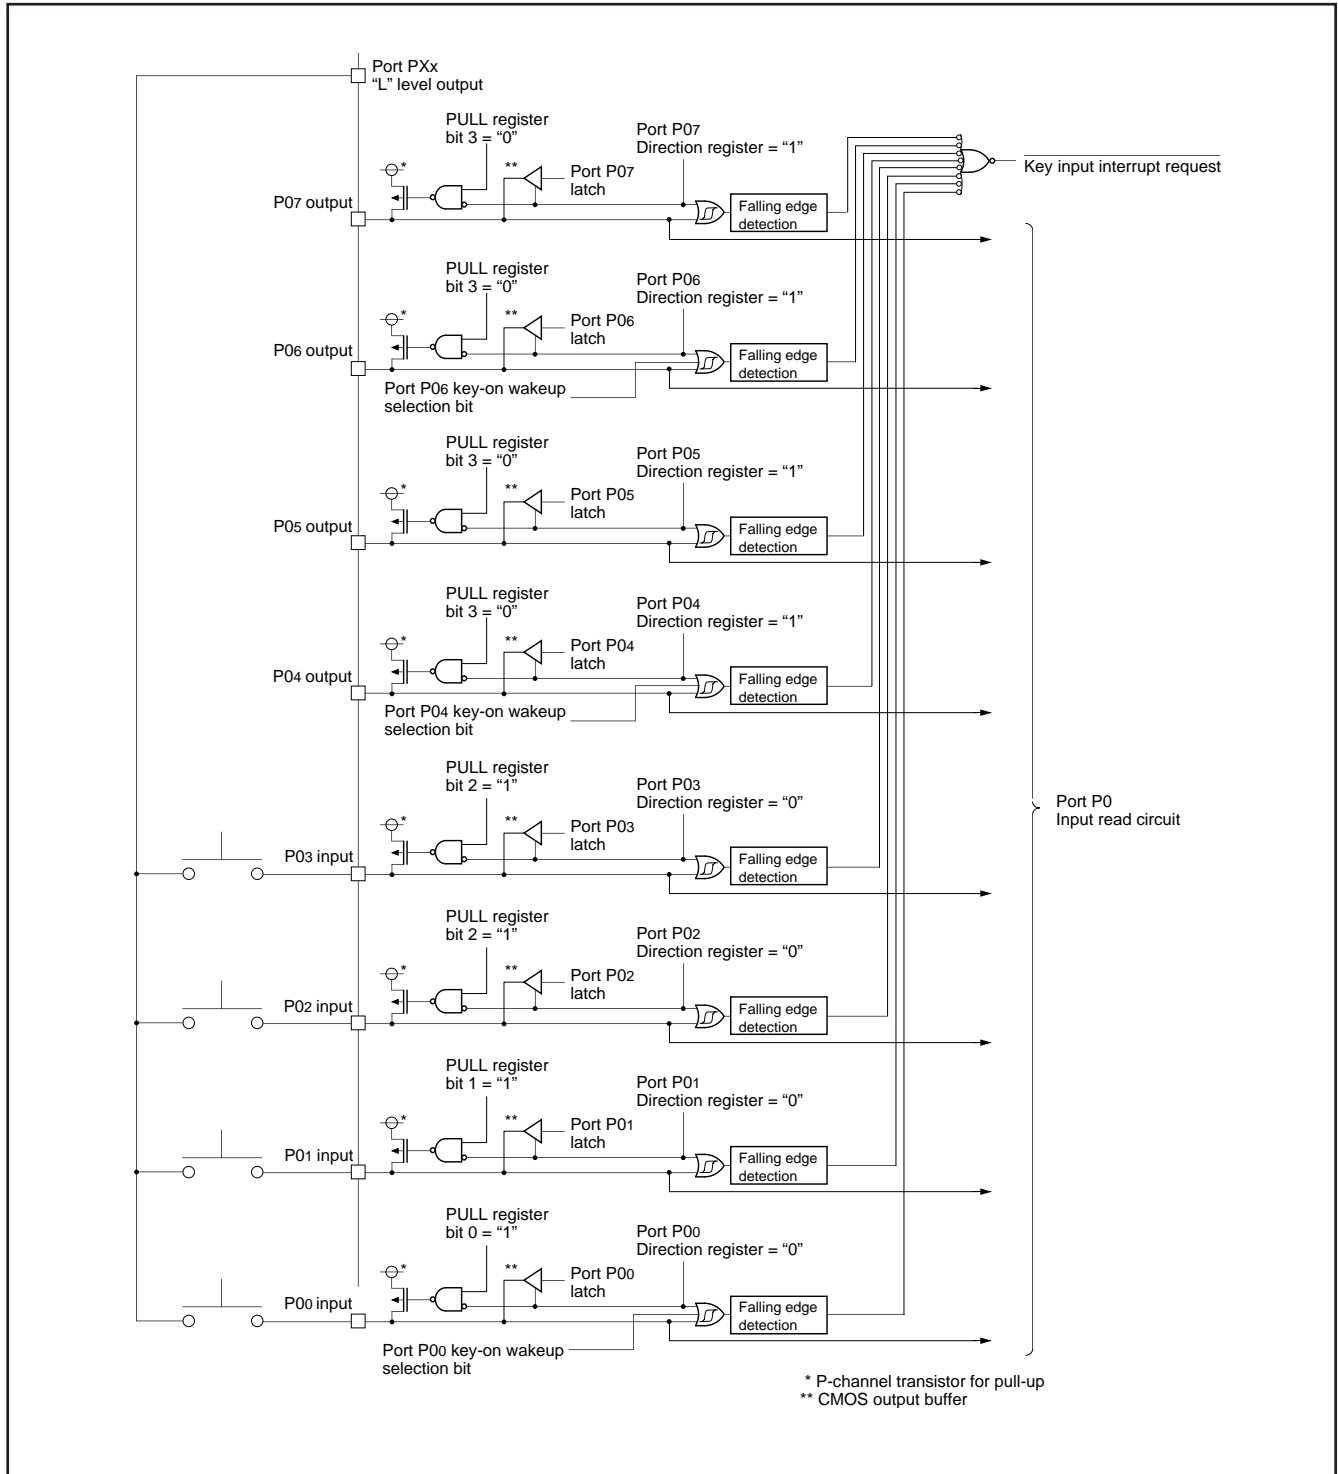 Port PXx
“L” level output
PULL register
bit 3 = “0”
Port P07
Direction register = “1”
*
**
Port P07
latch
P07 output
Falling edge
detection
Key input interrupt request
PULL register
bit 3 = “0”
Port P06
Direction register = “1”
*
**
Port P06
latch
P06 output
Falling edge
detection
Port P06 key-on wakeup
selection bit
PULL register
bit 3 = “0”
Port P05
Direction register = “1”
*
**
Port P05
latch
P05 output
Falling edge
detection
PULL register
bit 3 = “0”
Port P04
Direction register = “1”
*
**
Port P04
latch
P04 output
Falling edge
detection
Port P04 key-on wakeup
selection bit
PULL register
bit 2 = “1”
Port P03
Direction register = “0”
*
**
Port P03
latch
P03 input
Falling edge
detection
Port P0
Input read circuit
PULL register
bit 2 = “1”
Port P02
Direction register = “0”
*
**
Port P02
latch
P02 input
Falling edge
detection
PULL register
bit 1 = “1”
Port P01
Direction register = “0”
*
**
Port P01
latch
P01 input
Falling edge
detection
PULL register
bit 0 = “1”
Port P00
Direction register = “0”
*
**
Port P00
latch
P00 input
Falling edge
detection
Port P00 key-on wakeup
selection bit
* P-channel transistor for pull-up
** CMOS output buffer